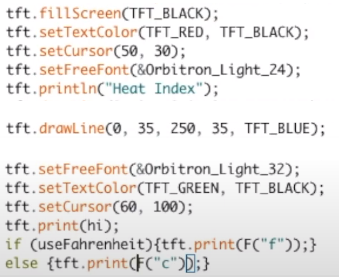 tft.fillScreen(TFT_BLACK);
tft.setTextColor(TFT_RED, TFT_BLACK);
tft.setCursor(50, 30);
tft.setFreeFont(&Orbitron_Light_24);
tft.println("Heat Index");
tft.drawLine(0, 35, 250, 35, TFT_BLUE);
tft.setFreeFont(&Orbitron_Light_32);
tft.setTextColor(TFT_GREEN, TFT_BLACK);
tft.setCursor(60, 100);
tft.print(hi);
if (useFahrenheit){tft.print(F("f"));}
else {tft.print(F("c"));}